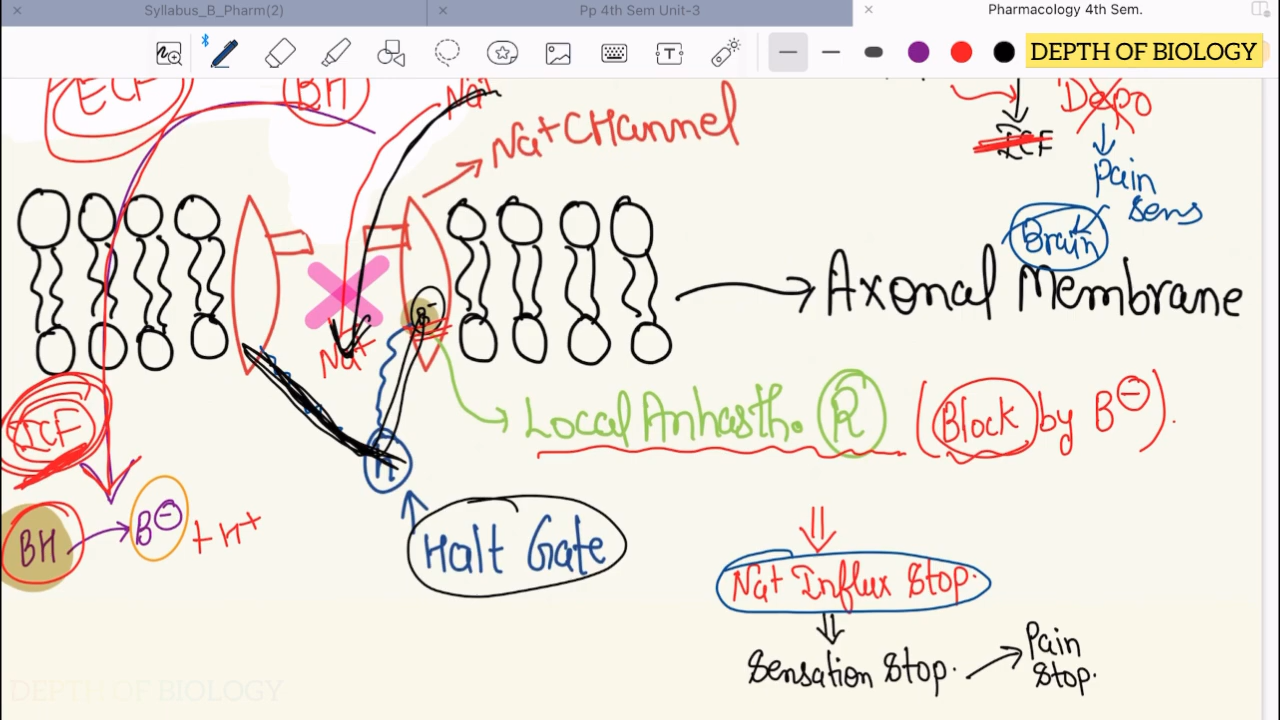 Syllabus_B_Pharm(2)
Pp 4th Sem Unit-3
Pharmacology 4th Sem.
T
DEPTH OF BIOLOGY
ECF
BH
Na+
Na+ CHannel
ECF
Depo
Pain
Sens
Brain
Axonal Membrane
B-
Na+
Local Anhasth. R (Block by B⊖).
ICF
H
BH → B⊖ + H+
Halt Gate
Na+ Influx Stop.
Sensation Stop.
Pain
Stop.
DEPTH OF BIOLOGY